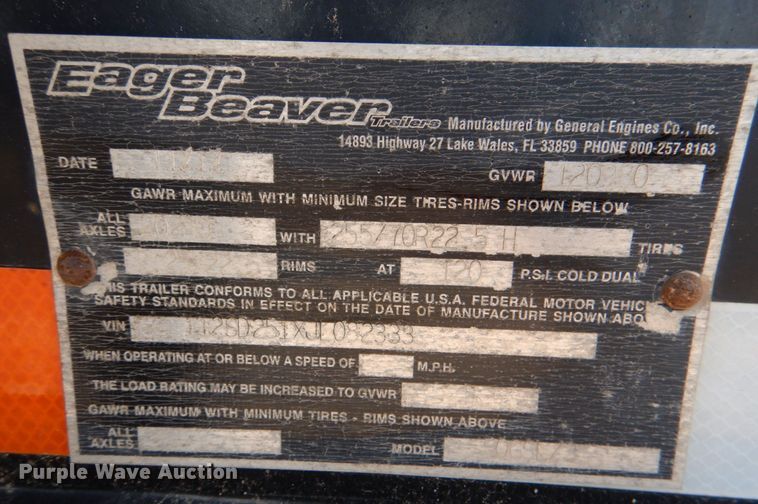 Eager
Beaver
Trailers Manufactured by General Engines Co., Inc.
14893 Highway 27 Lake Wales, FL 33859 PHONE 800-257-8163
DATE GVWR
GAWR MAXIMUM WITH MINIMUM SIZE TIRES-RIMS SHOWN BELOW
ALL AXLES WITH 255/70R22.5 H TIRES
RIMS AT 120 P.S.I. COLD DUAL
THIS TRAILER CONFORMS TO ALL APPLICABLE U.S.A. FEDERAL MOTOR VEHICLE
SAFETY STANDARDS IN EFFECT ON THE DATE OF MANUFACTURE SHOWN ABOVE
VIN
WHEN OPERATING AT OR BELOW A SPEED OF M.P.H.
THE LOAD RATING MAY BE INCREASED TO GVWR
GAWR MAXIMUM WITH MINIMUM TIRES - RIMS SHOWN ABOVE
ALL AXLES MODEL
Purple Wave Auction